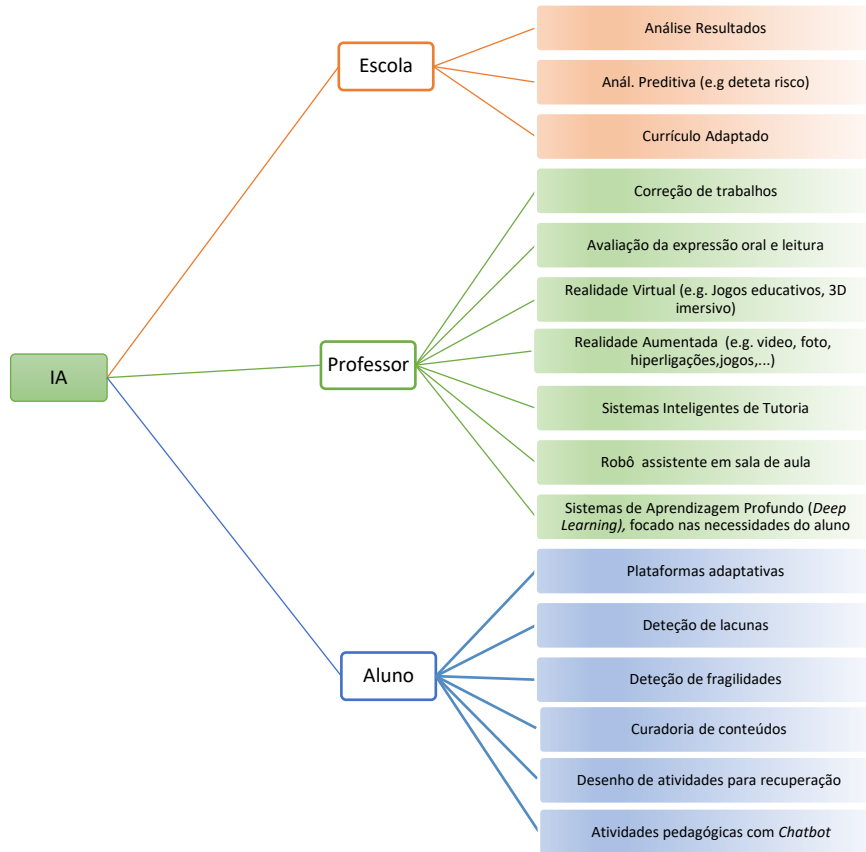 IA
Escola
Análise Resultados
Anál. Preditiva (e.g deteta risco)
Currículo Adaptado
Professor
Correção de trabalhos
Avaliação da expressão oral e leitura
Realidade Virtual (e.g. Jogos educativos, 3D
imersivo)
Realidade Aumentada (e.g. video, foto,
hiperligações,jogos,...)
Sistemas Inteligentes de Tutoria
Robô assistente em sala de aula
Sistemas de Aprendizagem Profundo (Deep
Learning), focado nas necessidades do aluno
Aluno
Plataformas adaptativas
Deteção de lacunas
Deteção de fragilidades
Curadoria de conteúdos
Desenho de atividades para recuperação
Atividades pedagógicas com Chatbot